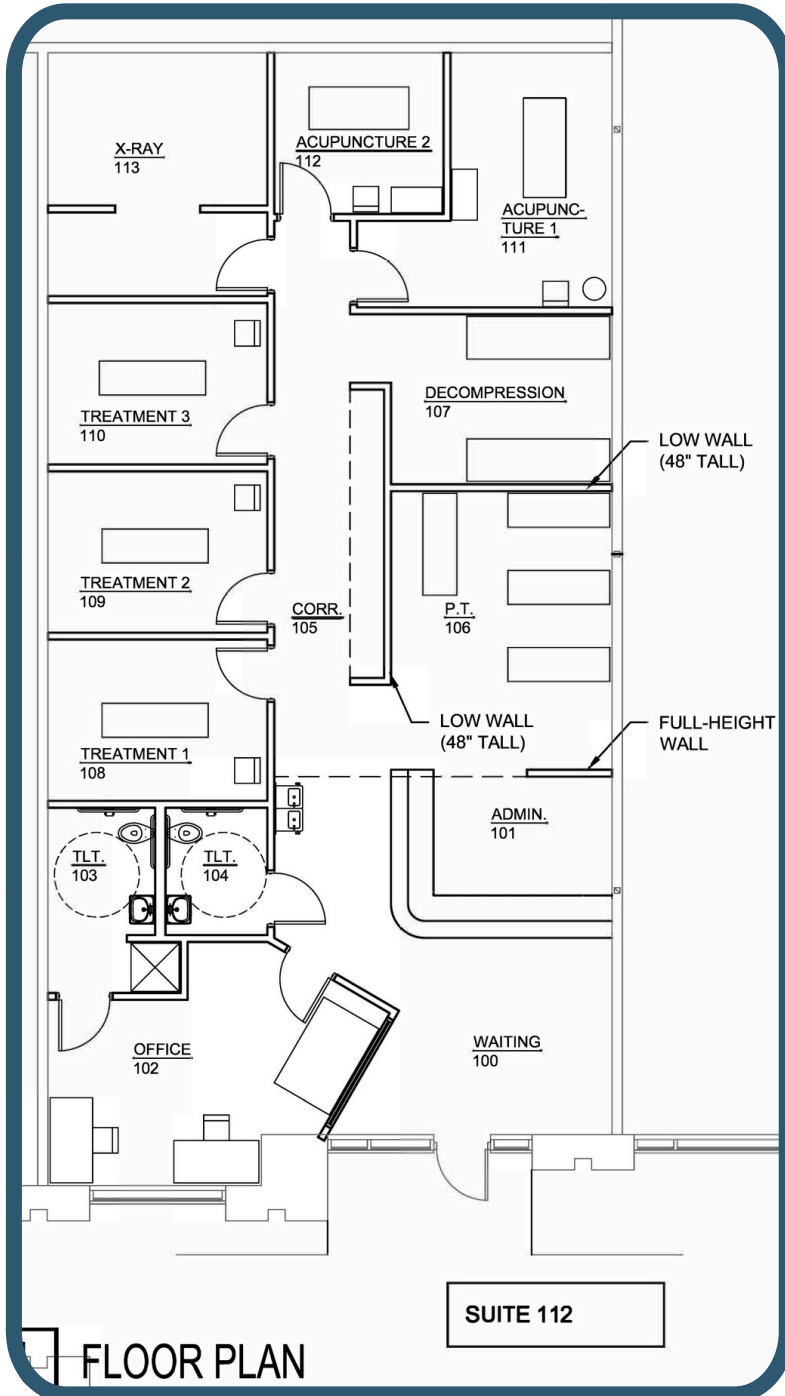 X-RAY
113
ACUPUNCTURE 2
112
ACUPUNC-
TURE 1
111
TREATMENT 3
110
DECOMPRESSION
107
LOW WALL
(48" TALL)
TREATMENT 2
109
CORR.
105
P.T.
106
TREATMENT 1
108
LOW WALL
(48" TALL)
FULL-HEIGHT
WALL
ADMIN.
101
TLT.
103
TLT.
104
OFFICE
102
WAITING
100
SUITE 112
FLOOR PLAN